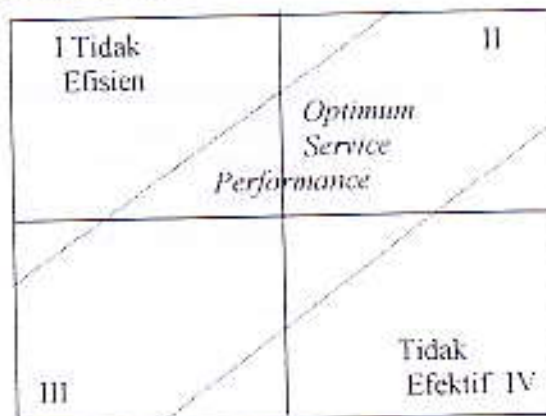 I Tidak
Efisien
II
Optimum
Service
Performance
III
Tidak
Efektif IV